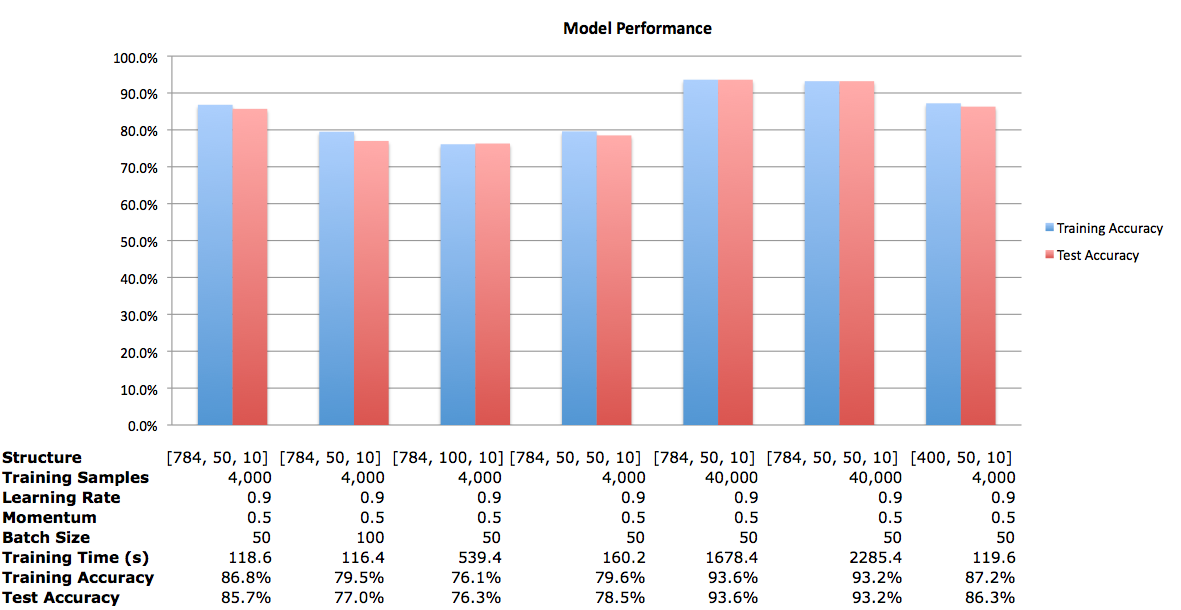 Model Performance
100.0%
90.0%
80.0%
70.0%
60.0%
50.0%
40.0%
30.0%
20.0%
10.0%
0.0%
Training Accuracy
Test Accuracy
Structure [784, 50, 10] [784, 50, 10] [784, 100, 10] [784, 50, 50, 10] [784, 50, 10] [784, 50, 50, 10] [400, 50, 10]
Training Samples 4,000 4,000 4,000 4,000 40,000 40,000 4,000
Learning Rate 0.9 0.9 0.9 0.9 0.9 0.9 0.9
Momentum 0.5 0.5 0.5 0.5 0.5 0.5 0.5
Batch Size 50 100 50 50 50 50 50
Training Time (s) 118.6 116.4 539.4 160.2 1678.4 2285.4 119.6
Training Accuracy 86.8% 79.5% 76.1% 79.6% 93.6% 93.2% 87.2%
Test Accuracy 85.7% 77.0% 76.3% 78.5% 93.6% 93.2% 86.3%